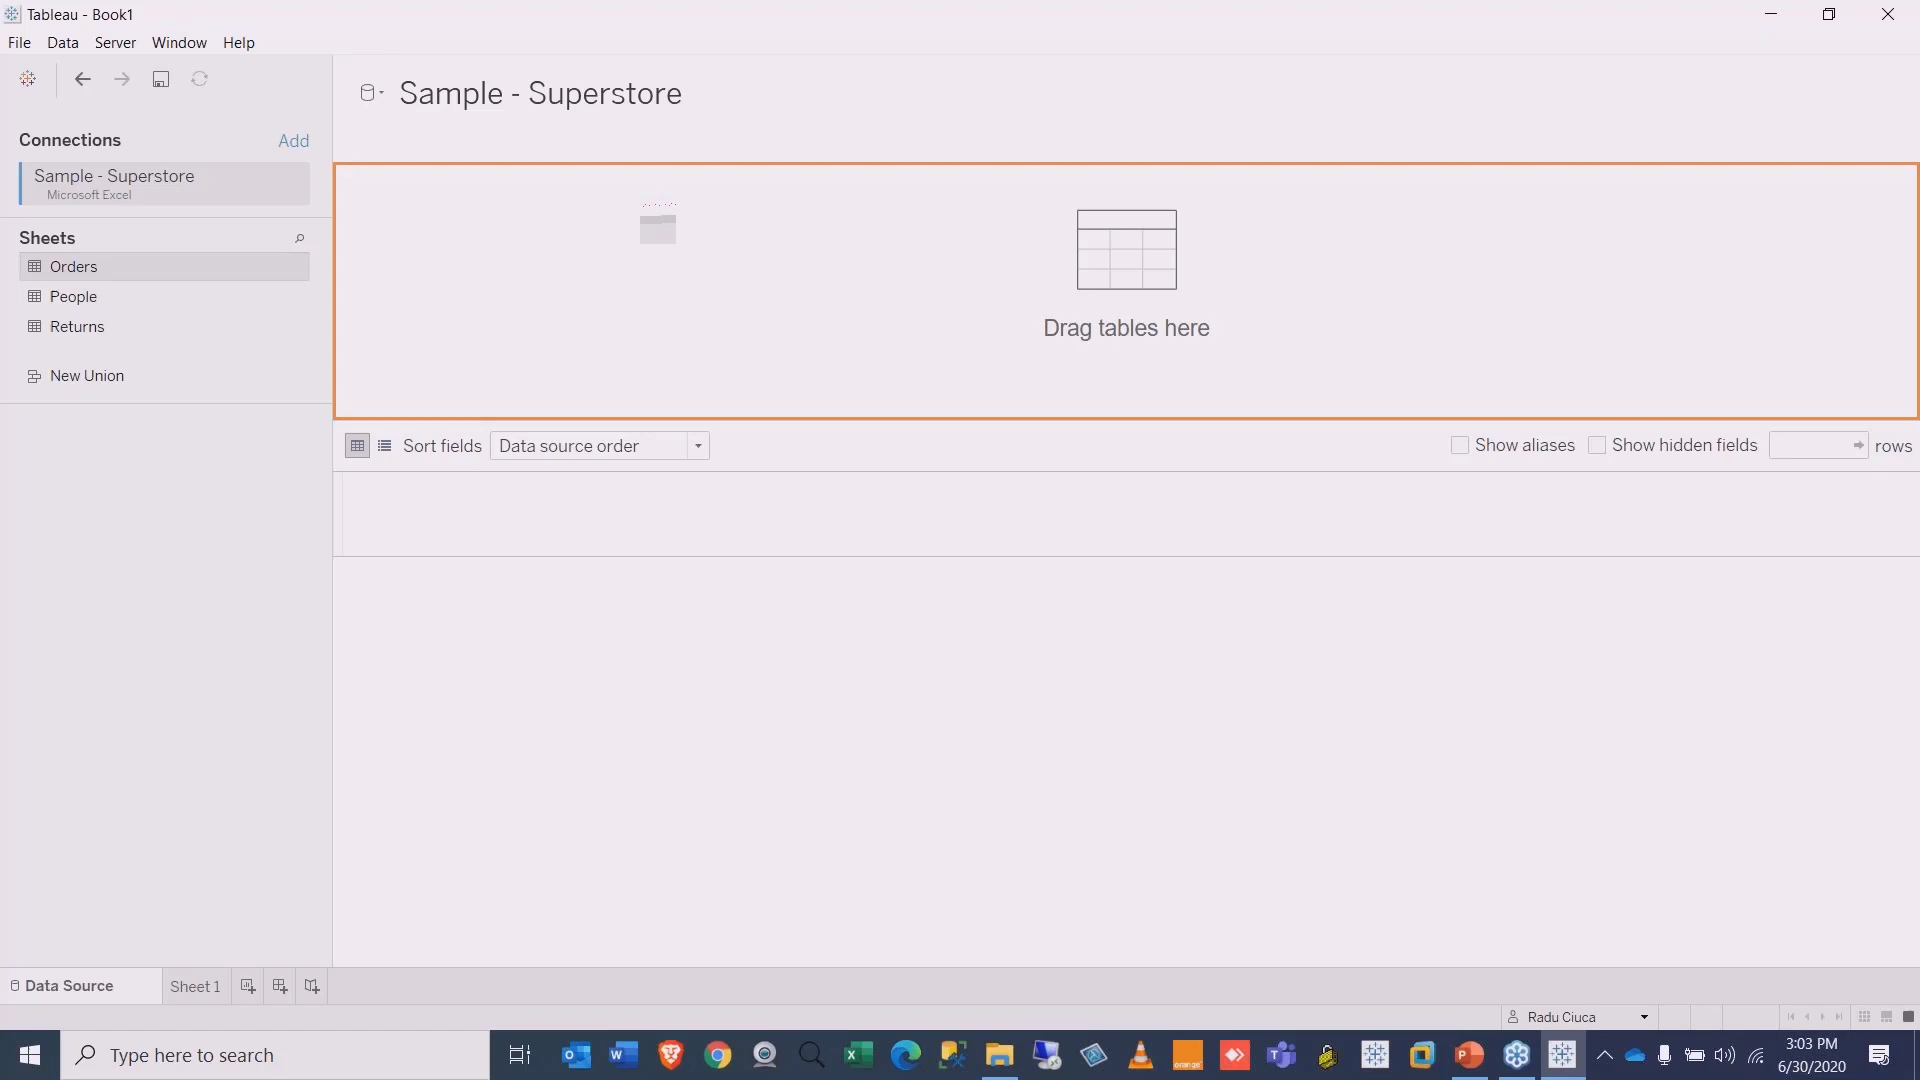 Tableau - Book1
File Data Server Window Help
Sample - Superstore
Connections Add
Sample - Superstore
Microsoft Excel
Sheets
Orders
People
Returns
New Union
Drag tables here
Sort fields Data source order Show aliases Show hidden fields rows
Data Source Sheet 1
Radu Ciuca
Type here to search
orange
3:03 PM
6/30/2020